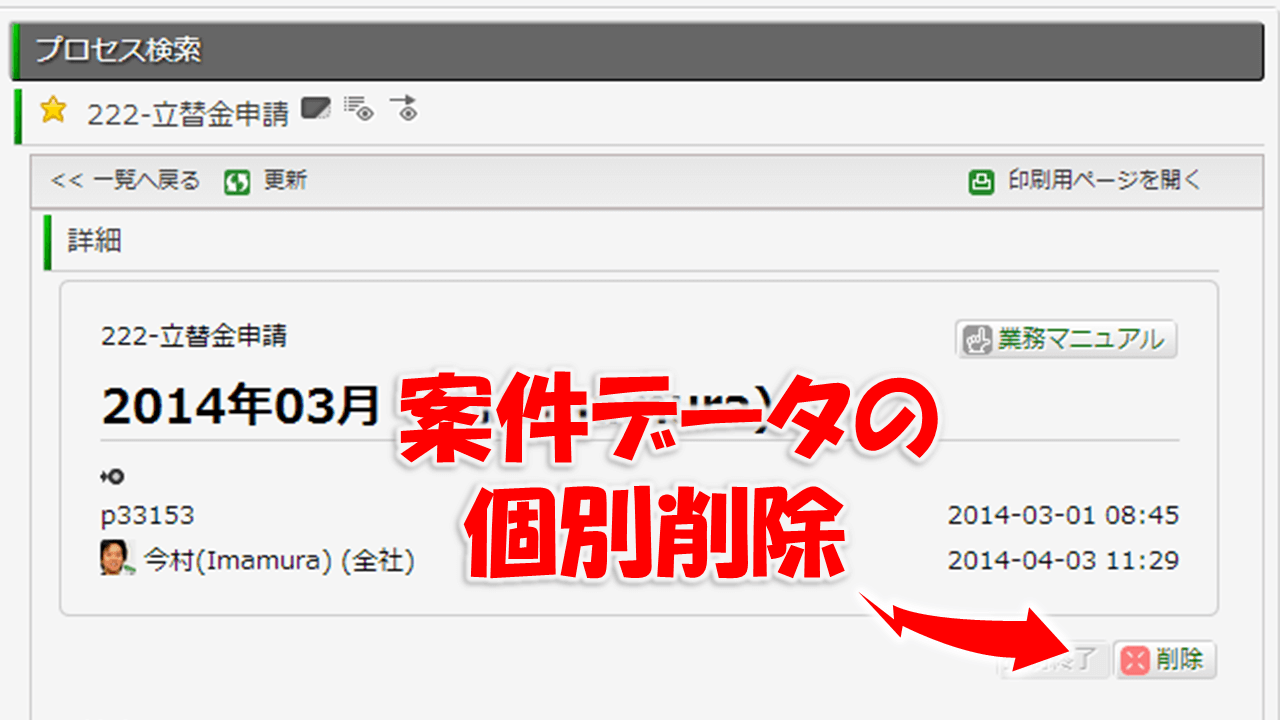 プロセス検索
222-立替金申請
<< 一覧へ戻る 更新 印刷用ページを開く
詳細
222-立替金申請 業務マニュアル
2014年03月
案件データの
個別削除
p33153 2014-03-01 08:45
今村(Imamura) (全社) 2014-04-03 11:29
削除